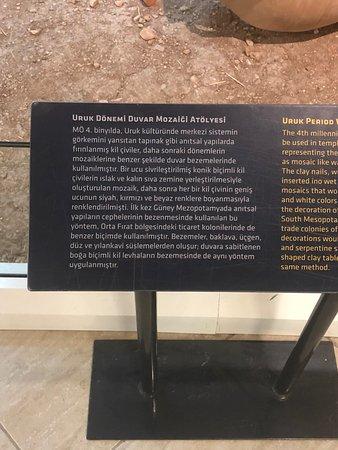 Uruk Dönemi Duvar Mozaiği Atölyesi
MÖ 4. binyılda, Uruk kültüründe merkezi sistemin
görkemini yansıtan tapınak gibi anıtsal yapılarda
fırınlanmış kil çiviler, daha sonraki dönemlerin
mozaiklerine benzer şekilde duvar bezemelerinde
kullanılmıştır. Bir ucu sivrileştirilmiş konik biçimli kil
çivilerin ıslak ve kalın sıva zemine yerleştirilmesiyle
oluşturulan mozaik, daha sonra her bir kil çivinin geniş
ucunun siyah, kırmızı ve beyaz renklere boyanmasıyla
renklendirilmişti. İlk kez Güney Mezopotamyada anıtsal
yapıların cephelerinin bezenmesinde kullanılan bu
yöntem, Orta Fırat bölgesindeki ticaret kolonilerinde de
benzer biçimde kullanılmıştır. Bezemeler, baklava, üçgen,
düz ve yılankavi süslemelerden oluşur; duvara sabitlenen
boğa biçimli kil levhaların bezemesinde de aynı yöntem
uygulanmıştır.
Uruk Period
The 4th millenni
be used in templ
representing the
as mosaic like wa
The clay nails, w
inserted ino wet
mosaics that wo
and white colors
the decoration of
South Mesopota
trade colonies of
decorations wou
and serpentine s
shaped clay table
same method.